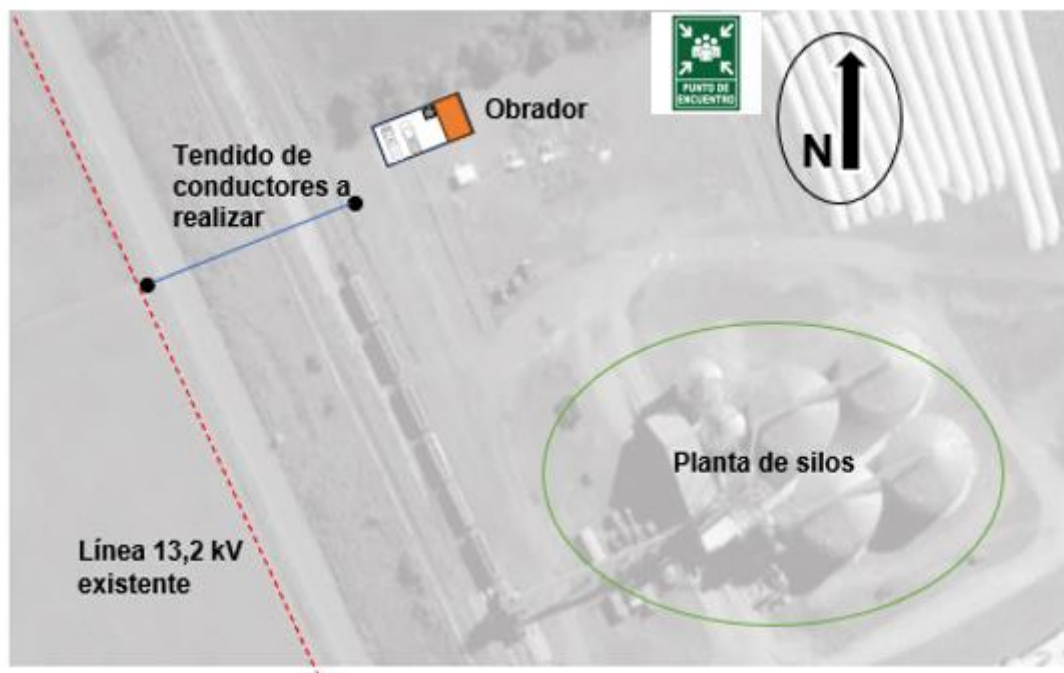 PUNTO DE
ENCUENTRO
Obrador
N
Tendido de
conductores a
realizar
Planta de silos
Línea 13,2 kV
existente